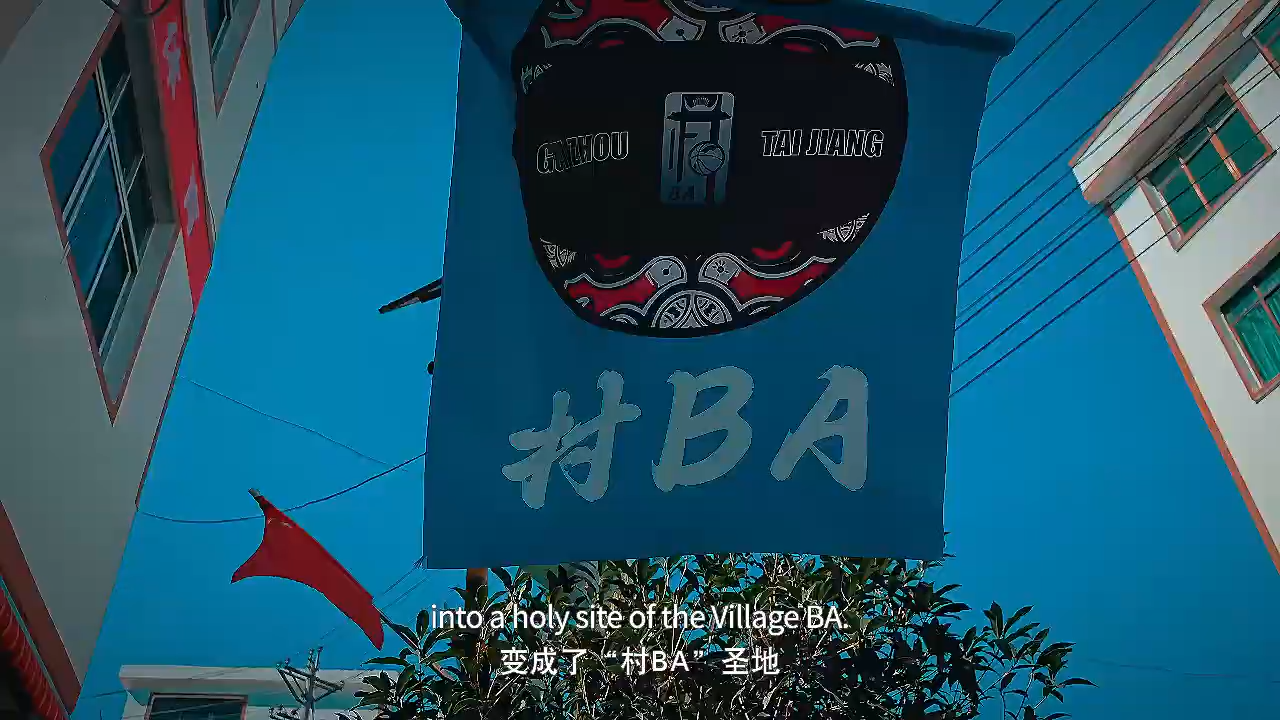 GUIZHOU
TAI JIANG
BA
村BA
into a holy site of the Village BA.
变成了“村BA”圣地